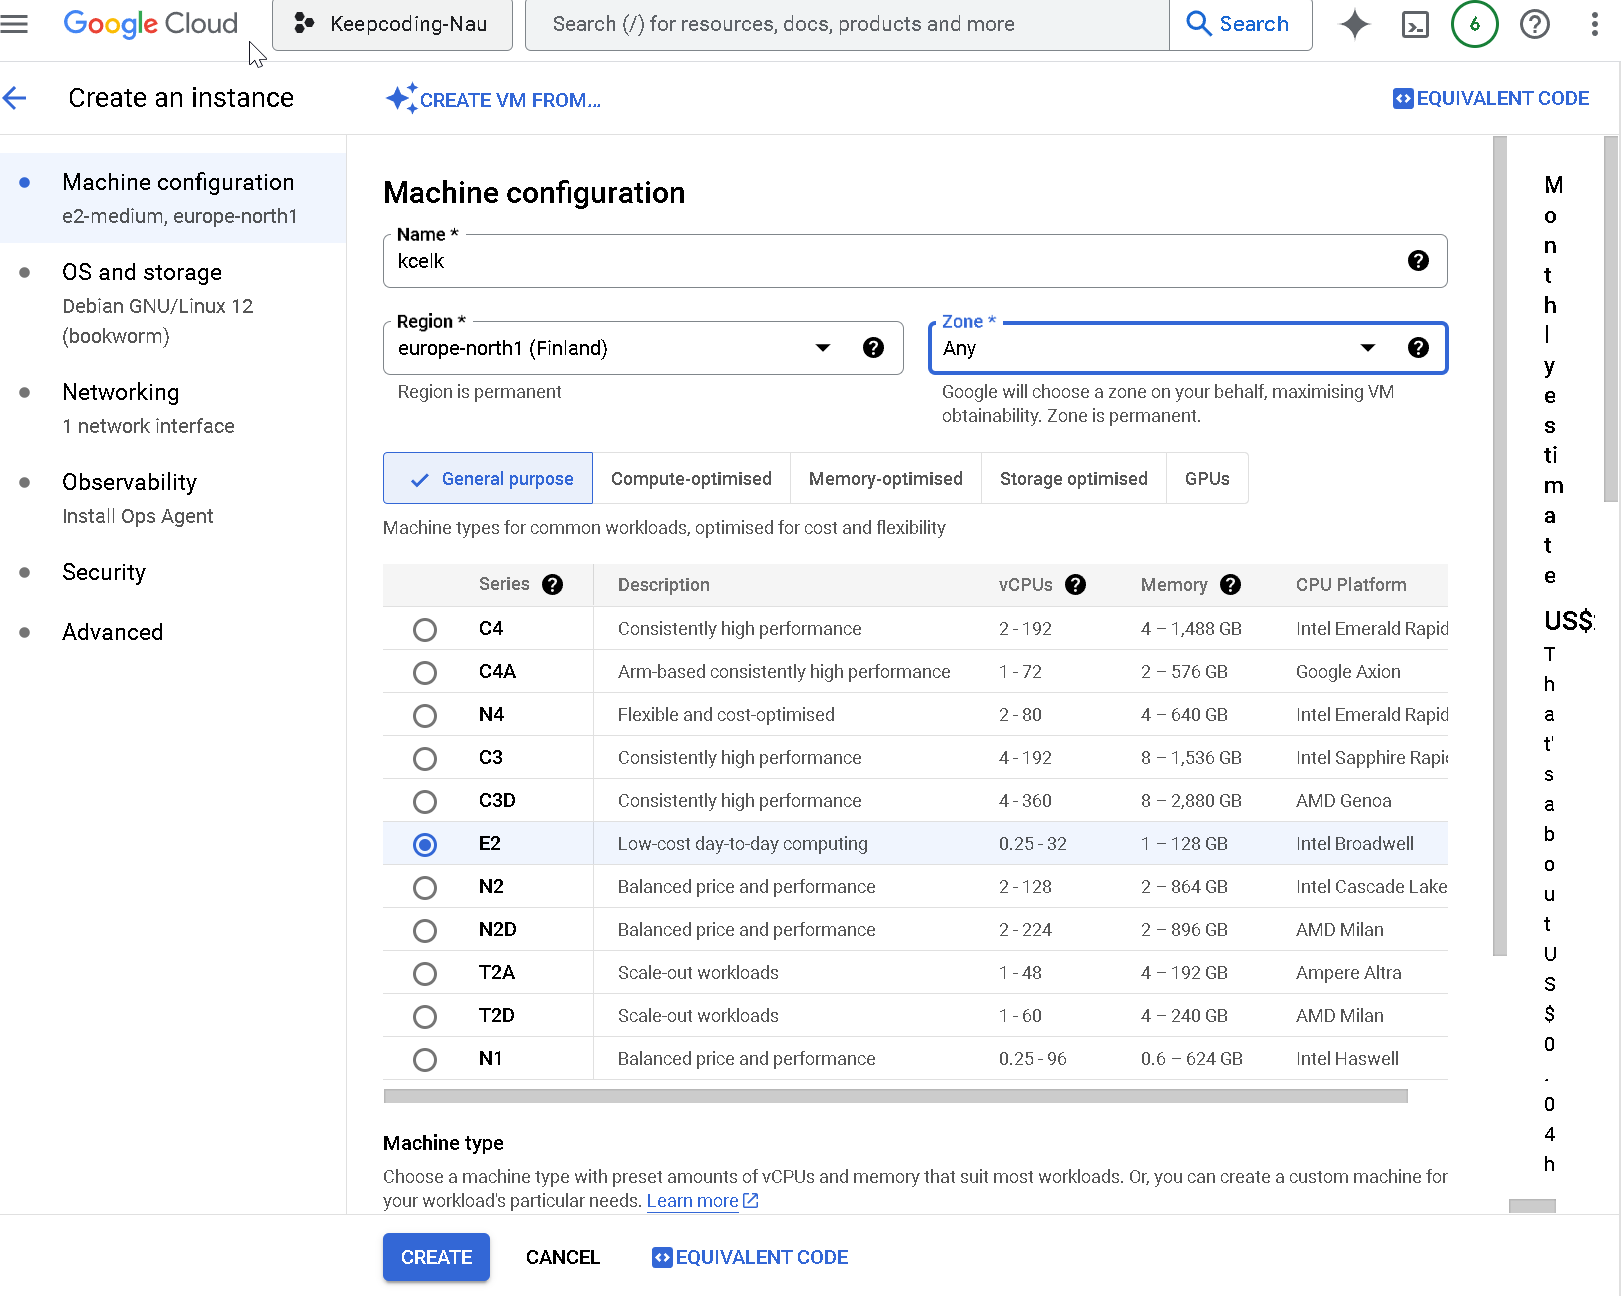 Google Cloud
Keepcoding-Nau
Search (/) for resources, docs, products and more
Search
6
Create an instance
CREATE VM FROM...
EQUIVALENT CODE
Machine configuration
e2-medium, europe-north1
OS and storage
Debian GNU/Linux 12
(bookworm)
Networking
1 network interface
Observability
Install Ops Agent
Security
Advanced
Machine configuration
Name *
kcelk
Region *
europe-north1 (Finland)
Region is permanent
Zone *
Any
Google will choose a zone on your behalf, maximising VM
obtainability. Zone is permanent.
General purpose
Compute-optimised
Memory-optimised
Storage optimised
GPUs
Machine types for common workloads, optimised for cost and flexibility
Series Description vCPUs Memory CPU Platform
C4 Consistently high performance 2 - 192 4 – 1,488 GB Intel Emerald Rapid
C4A Arm-based consistently high performance 1 - 72 2 – 576 GB Google Axion
N4 Flexible and cost-optimised 2 - 80 4 – 640 GB Intel Emerald Rapid
C3 Consistently high performance 4 - 192 8 – 1,536 GB Intel Sapphire Rapi
C3D Consistently high performance 4 - 360 8 – 2,880 GB AMD Genoa
E2 Low-cost day-to-day computing 0.25 - 32 1 – 128 GB Intel Broadwell
N2 Balanced price and performance 2 - 128 2 – 864 GB Intel Cascade Lake
N2D Balanced price and performance 2 - 224 2 – 896 GB AMD Milan
T2A Scale-out workloads 1 - 48 4 – 192 GB Ampere Altra
T2D Scale-out workloads 1 - 60 4 – 240 GB AMD Milan
N1 Balanced price and performance 0.25 - 96 0.6 – 624 GB Intel Haswell
Machine type
Choose a machine type with preset amounts of vCPUs and memory that suit most workloads. Or, you can create a custom machine for
your workload's particular needs. Learn more
CREATE
CANCEL
EQUIVALENT CODE
Monthly estimate
US$
That's about US$0.04 h